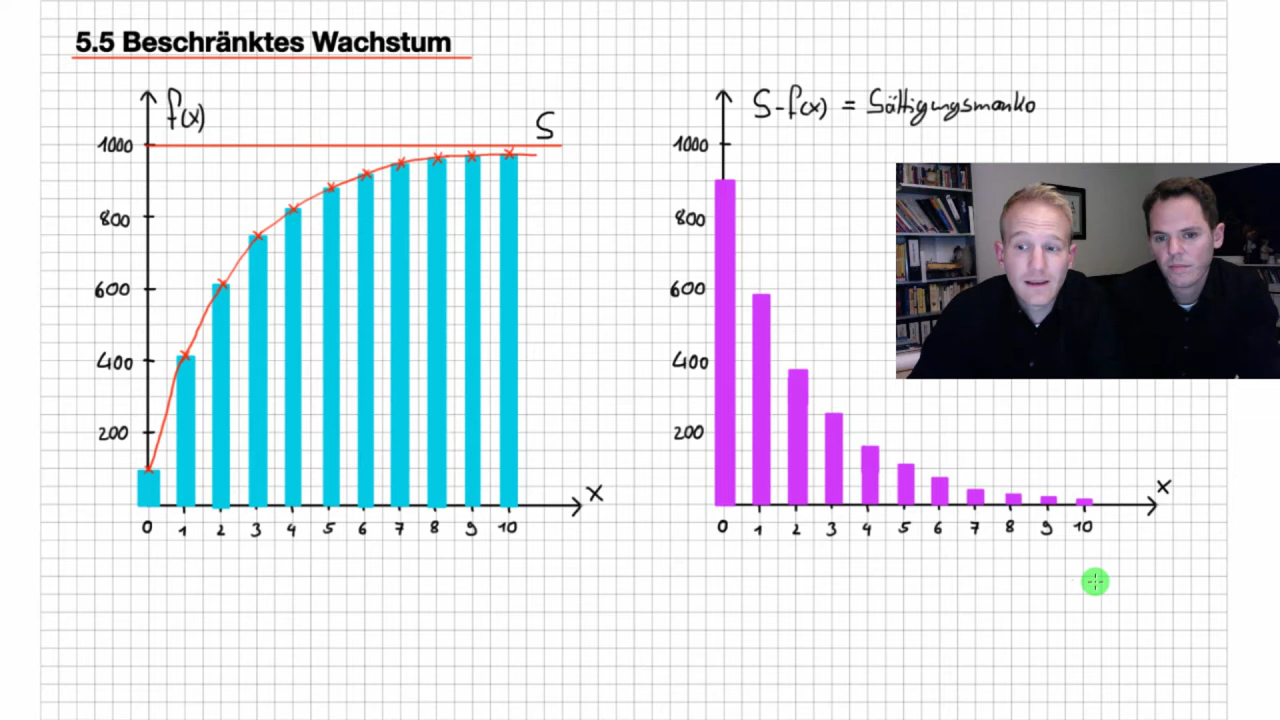 5.5 Beschränktes Wachstum
f(x)
S
1000
800
600
400
200
0 1 2 3 4 5 6 7 8 9 10
x
S-f(x) = Sättigungsmanko
1000
800
600
400
200
0 1 2 3 4 5 6 7 8 9 10
x